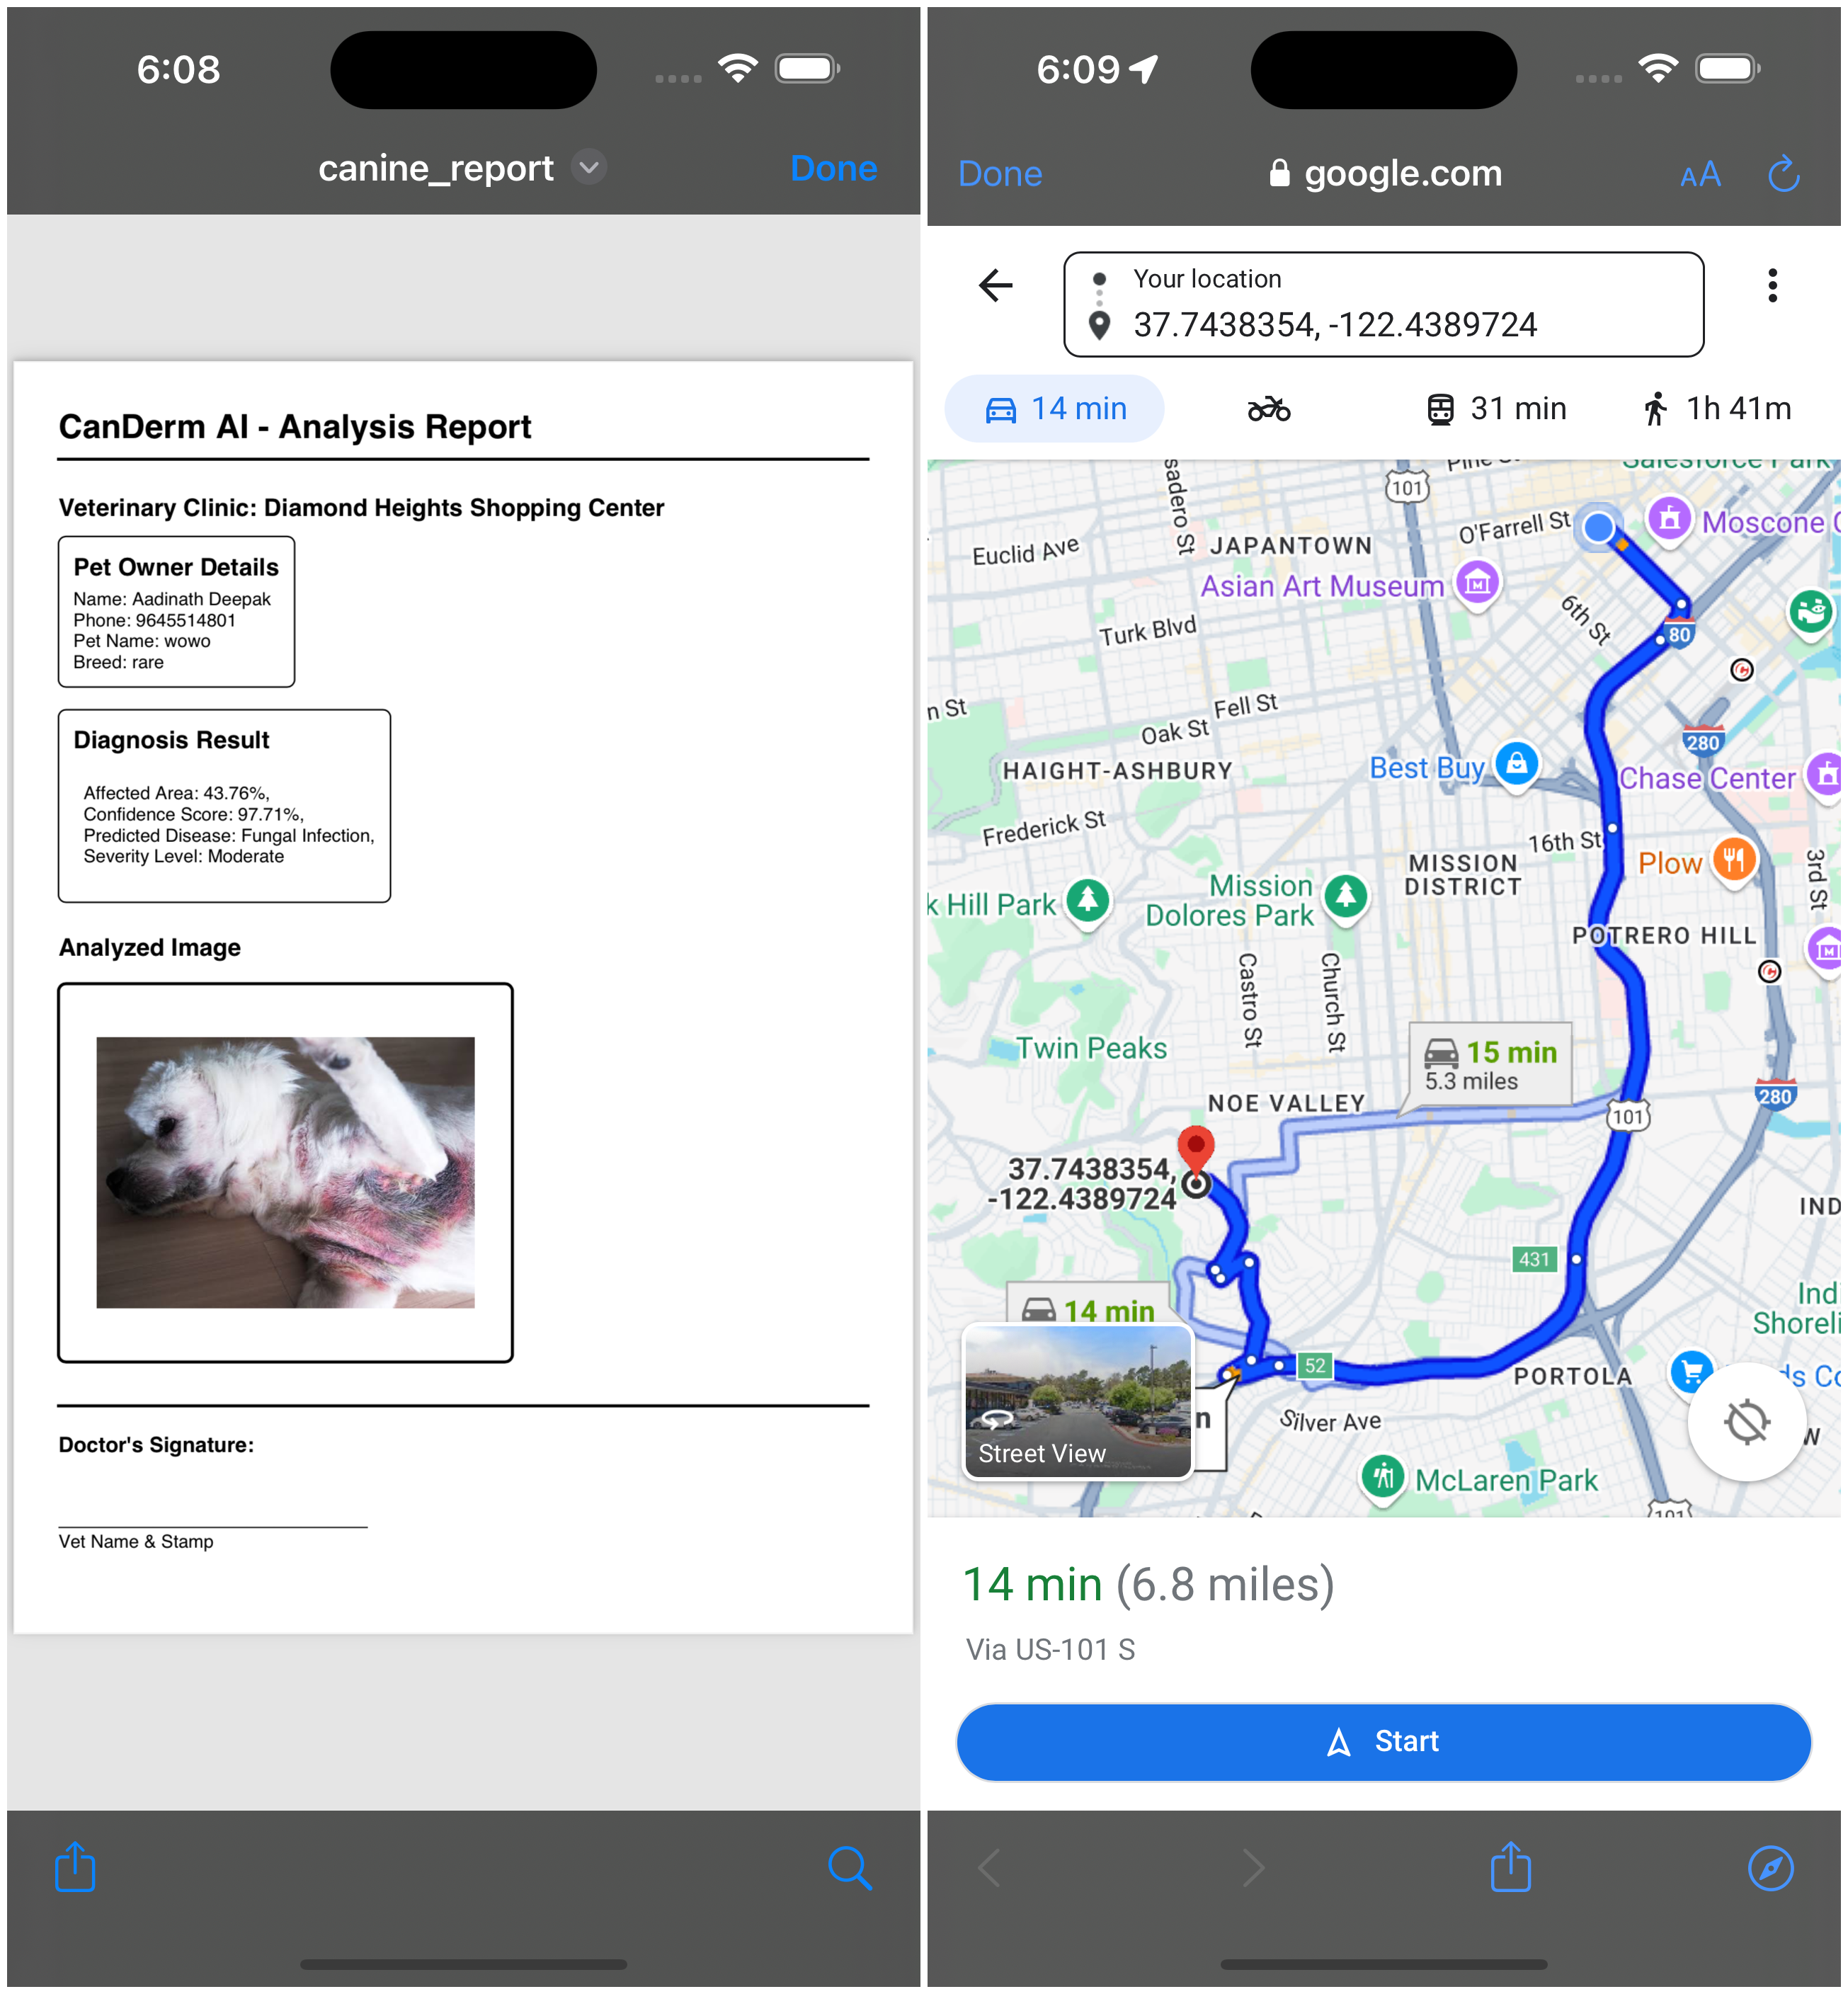 6:08
canine_report
Done
CanDerm AI - Analysis Report
Veterinary Clinic: Diamond Heights Shopping Center
Pet Owner Details
Name: Aadinath Deepak
Phone: 9645514801
Pet Name: wowo
Breed: rare
Diagnosis Result
Affected Area: 43.76%,
Confidence Score: 97.71%,
Predicted Disease: Fungal Infection,
Severity Level: Moderate
Analyzed Image
Doctor's Signature:
Vet Name & Stamp
6:09
Done
google.com
AA
Your location
37.7438354, -122.4389724
14 min
31 min
1h 41m
sadero St
101
Salesforce Park
O'Farrell St
Moscone C
Euclid Ave
JAPANTOWN
Asian Art Museum
Turk Blvd
6th St
80
n St
Fell St
Oak St
280
HAIGHT-ASHBURY
Best Buy
Chase Center
Frederick St
16th St
MISSION
DISTRICT
Plow
3rd St
k Hill Park
Mission
Dolores Park
POTRERO HILL
Castro St
Church St
Twin Peaks
15 min
5.3 miles
NOE VALLEY
280
101
37.7438354,
-122.4389724
IND
431
Indi
Shoreli
14 min
52
PORTOLA
ds Co
n
Silver Ave
W
Street View
McLaren Park
101
14 min (6.8 miles)
Via US-101 S
Start